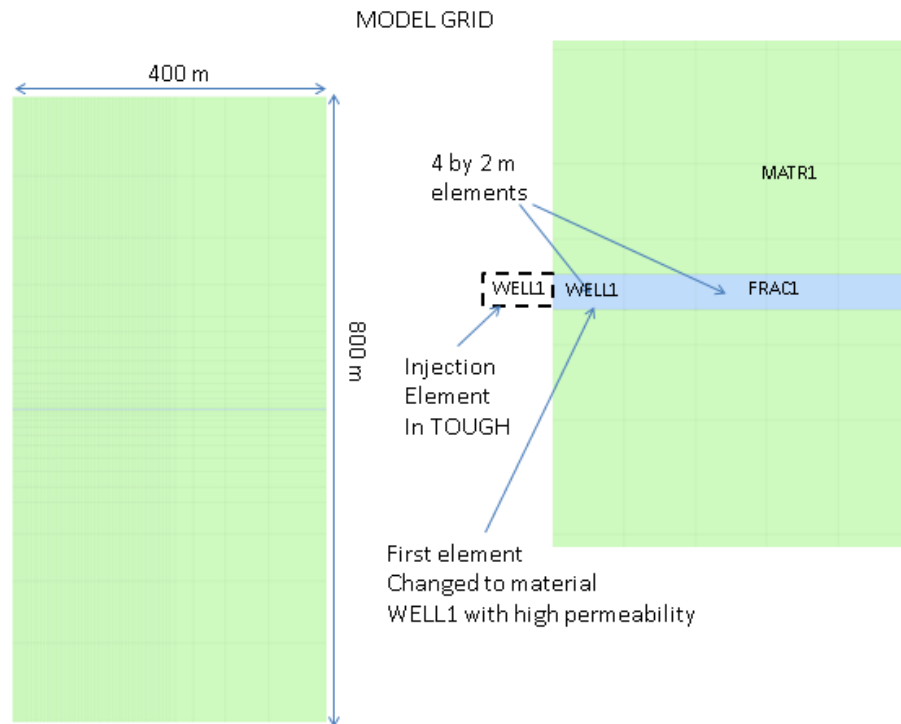 MODEL GRID
400 m
800 m
4 by 2 m
elements
MATR1
WELL1
WELL1
FRAC1
Injection
Element
In TOUGH
First element
Changed to material
WELL1 with high permeability